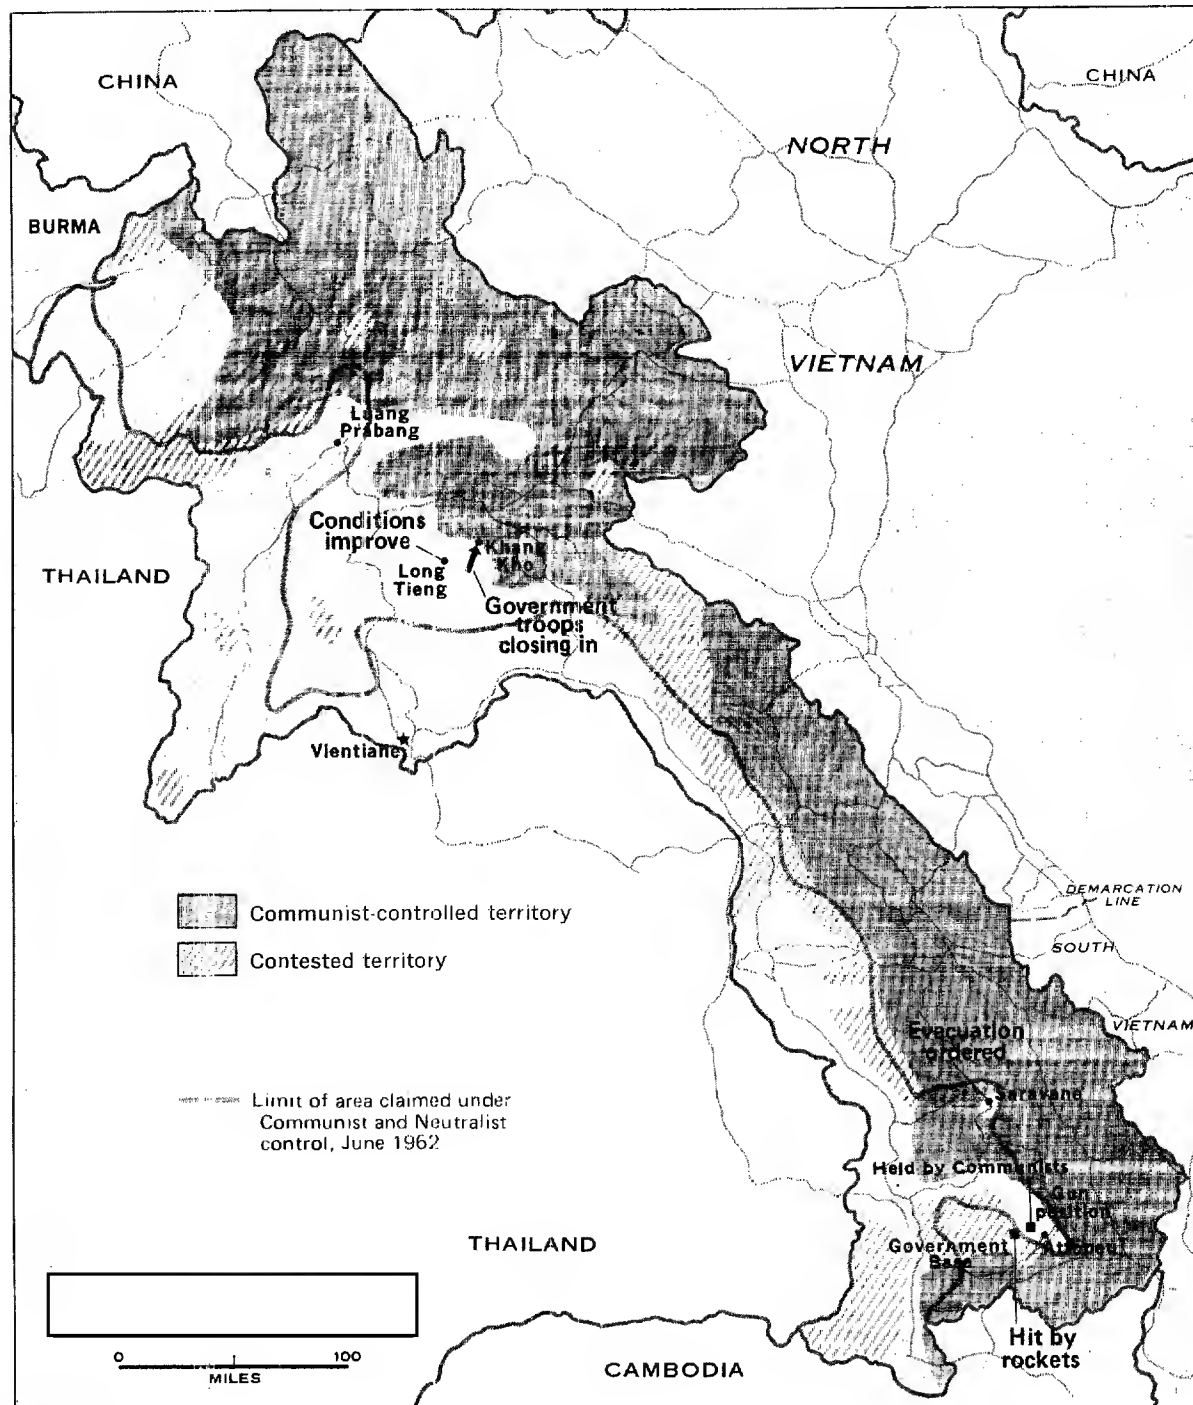 CHINA
CHINA
NORTH
BURMA
VIETNAM
Luang
Prabang
Conditions
improve
Khang
Kho
THAILAND
Long
Tieng
Government
troops
closing in
Vientiane
Communist-controlled territory
DEMARCATION
LINE
SOUTH
Contested territory
VIETNAM
Evacuation
ordered
Limit of area claimed under
Communist and Neutralist
control, June 1962
Saravane
Held by Communists
Gun
position
THAILAND
Government
Base
Attopeu
Hit by
rockets
0 100
MILES
CAMBODIA